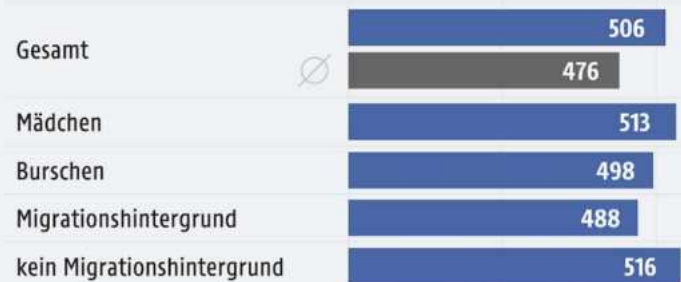 Gesamt
506
Ø 476
Mädchen 513
Burschen 498
Migrationshintergrund 488
kein Migrationshintergrund 516